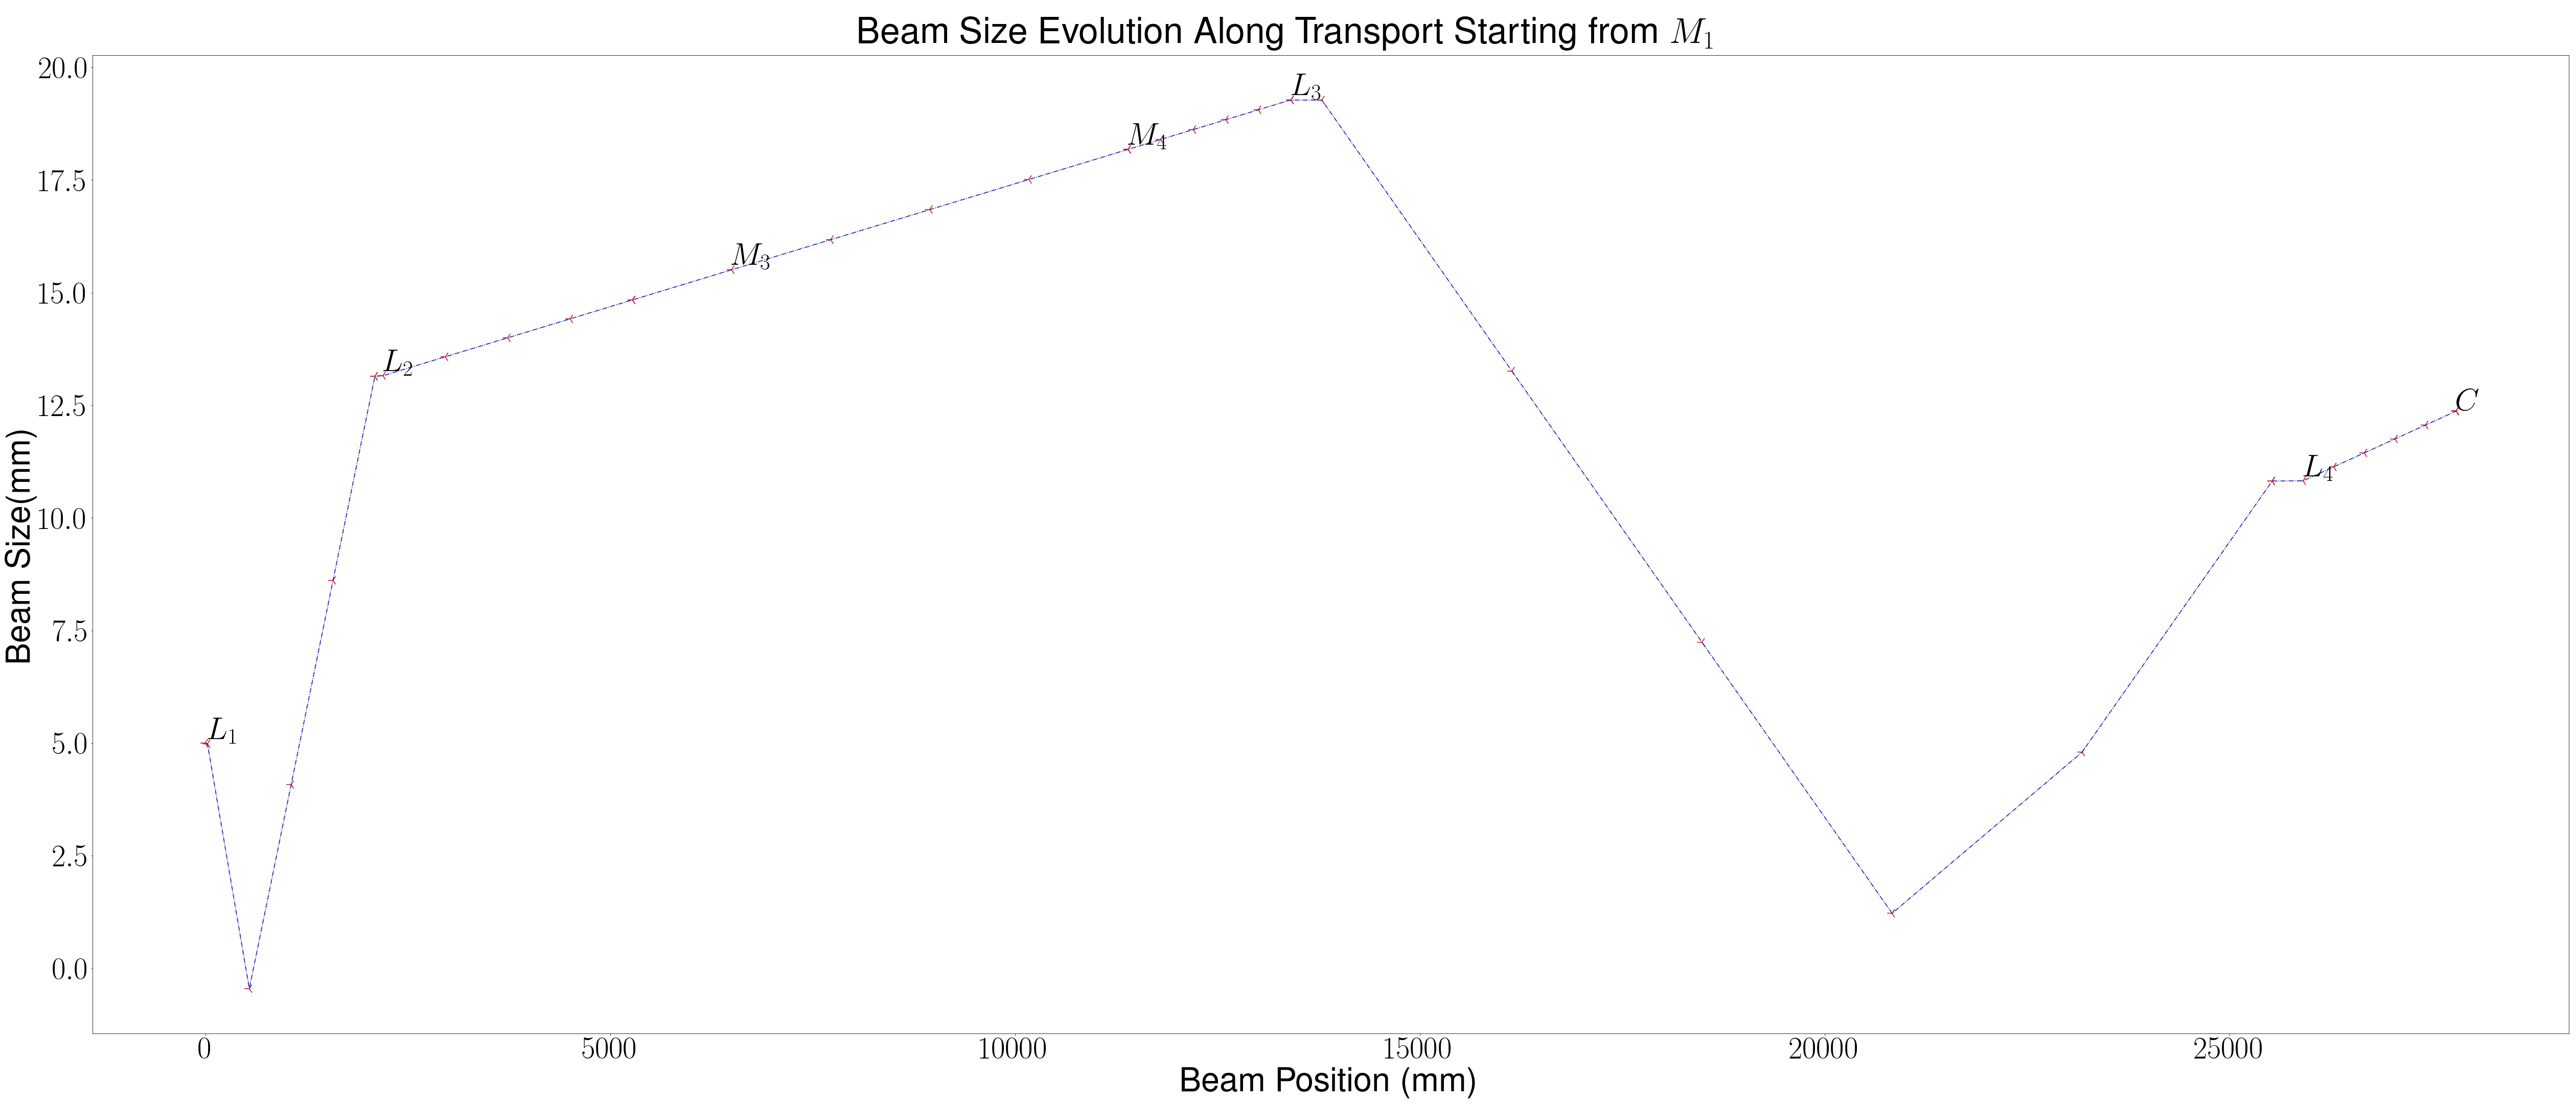 Beam Size Evolution Along Transport Starting from M₁
20.0
17.5
15.0
12.5
10.0
7.5
5.0
2.5
0.0
Beam Size(mm)
L₁
L₂
M₃
M₄
L₃
L₄
C
0 5000 10000 15000 20000 25000
Beam Position (mm)